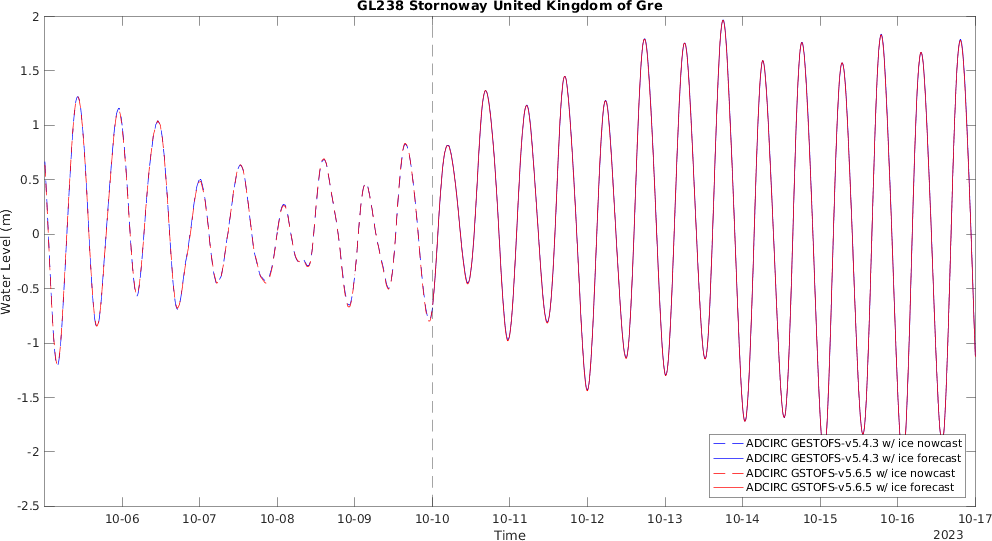 GL238 Stornoway United Kingdom of Gre
Water Level (m)
2
1.5
1
0.5
0
-0.5
-1
-1.5
-2
-2.5
ADCIRC GESTOFS-v5.4.3 w/ ice nowcast
ADCIRC GESTOFS-v5.4.3 w/ ice forecast
ADCIRC GSTOFS-v5.6.5 w/ ice nowcast
ADCIRC GSTOFS-v5.6.5 w/ ice forecast
10-06 10-07 10-08 10-09 10-10 10-11 10-12 10-13 10-14 10-15 10-16 10-17
Time
2023